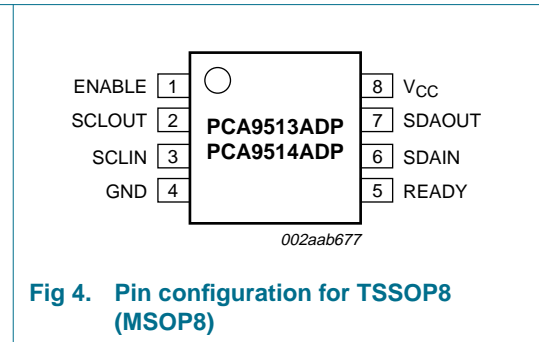 ENABLE 1 8 VCC
SCLOUT 2 PCA9513ADP 7 SDAOUT
SCLIN 3 PCA9514ADP 6 SDAIN
GND 4 5 READY
002aab677
Fig 4. Pin configuration for TSSOP8
(MSOP8)